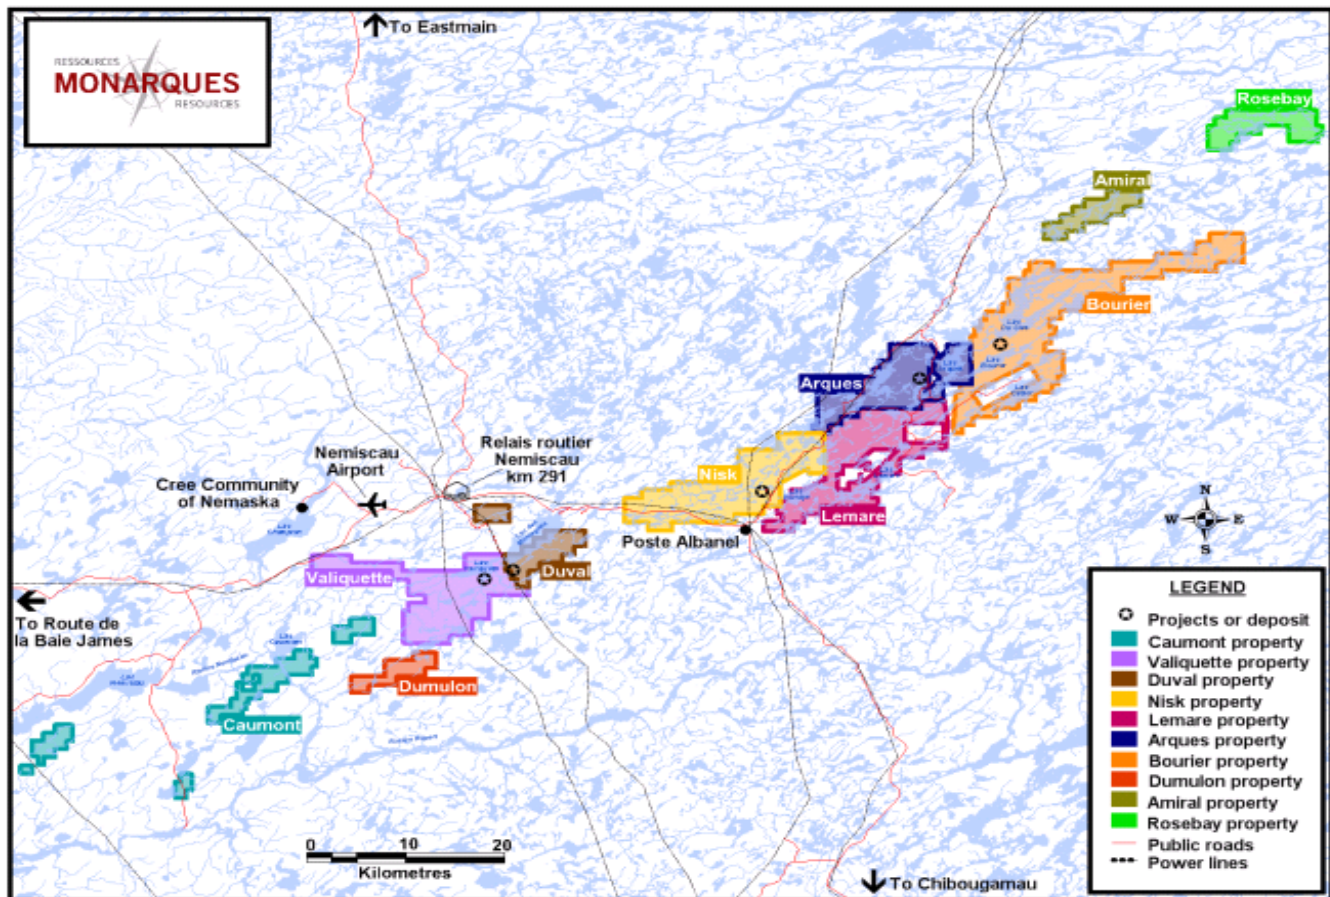 To Eastmain
RESSOURCES
MONARQUES
RESOURCES
Rosebay
Amiral
Bourier
Arques
Relais routier
Nemiscau
km 291
Nemiscau
Airport
Cree Community
of Nemaska
Nisk
Lemare
Poste Albanel
N
W E
S
Duval
Valiquette
To Route de
la Baie James
Dumulon
Caumont
0 10 20
Kilometres
To Chibougamau
LEGEND
Projects or deposit
Caumont property
Valiquette property
Duval property
Nisk property
Lemare property
Arques property
Bourier property
Dumulon property
Amiral property
Rosebay property
Public roads
Power lines